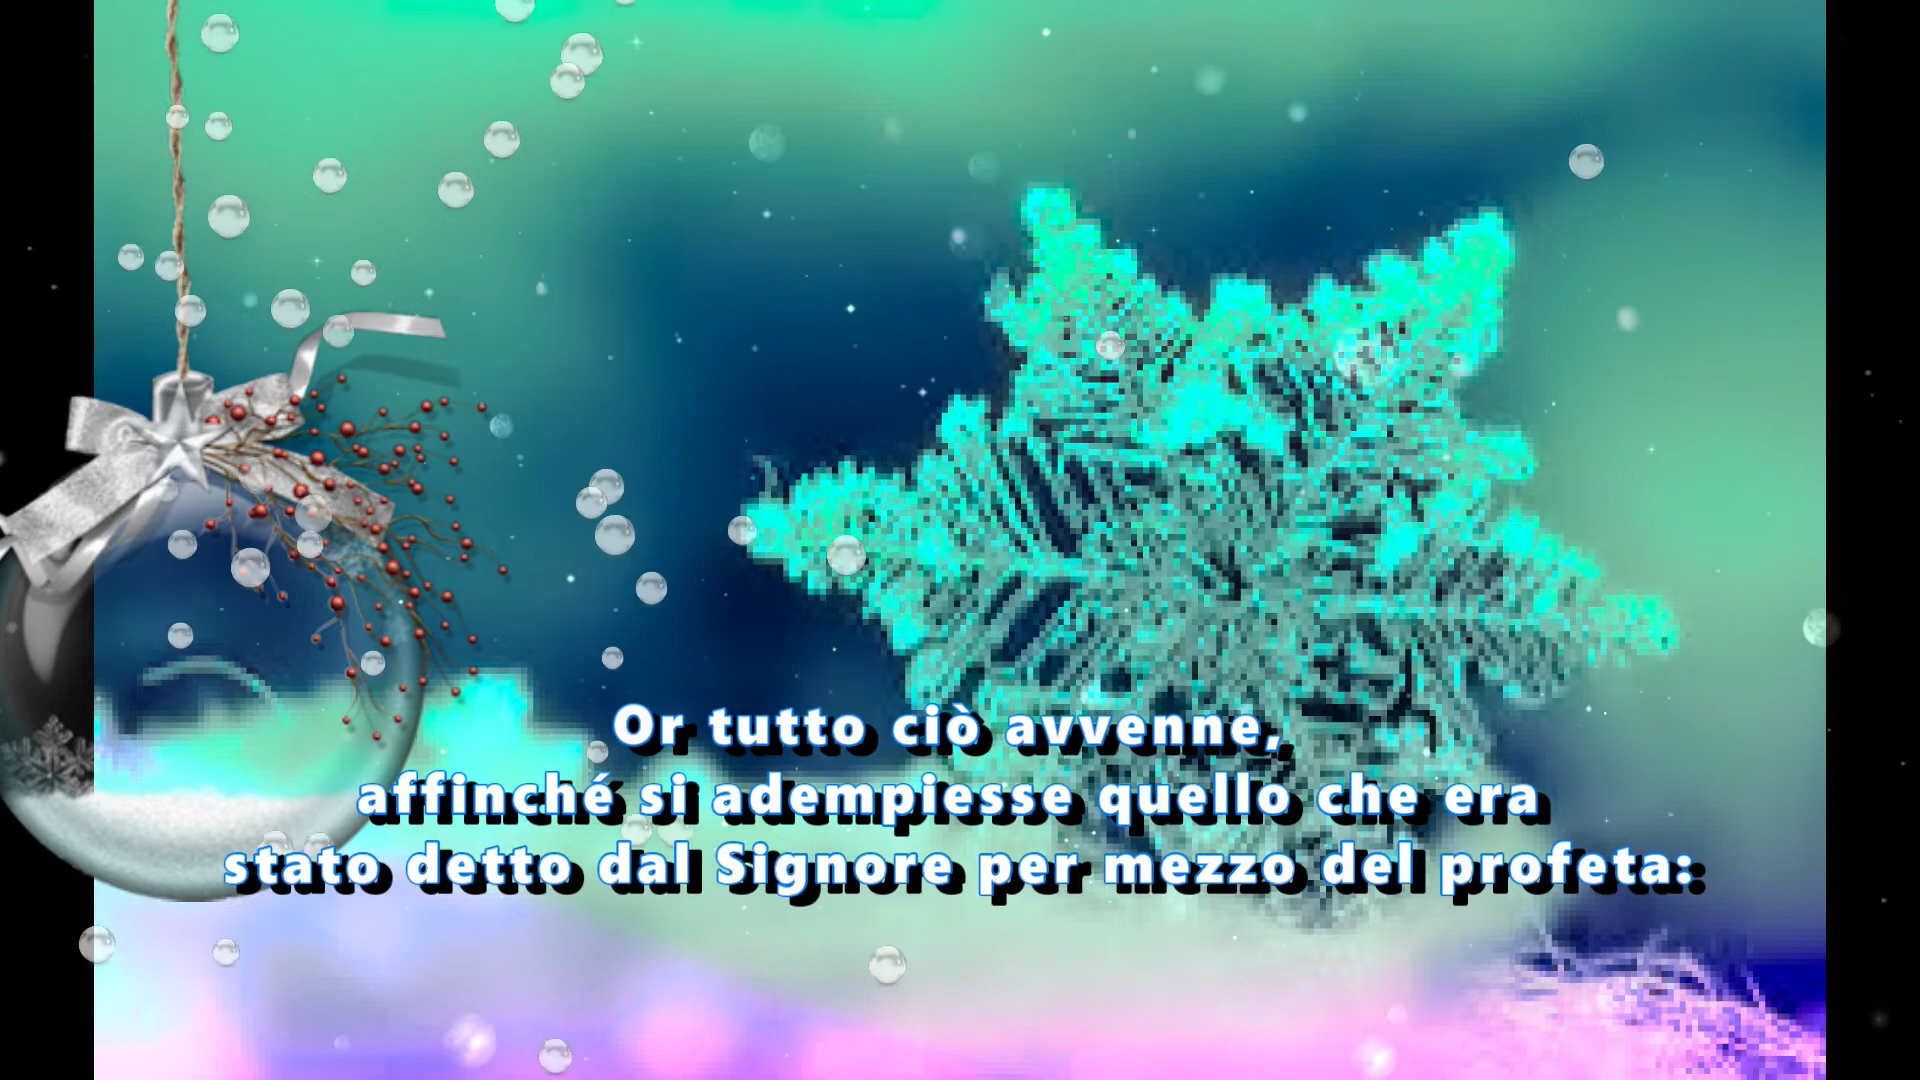 Or tutto ciò avvenne,
affinché si adempiesse quello che era
stato detto dal Signore per mezzo del profeta: